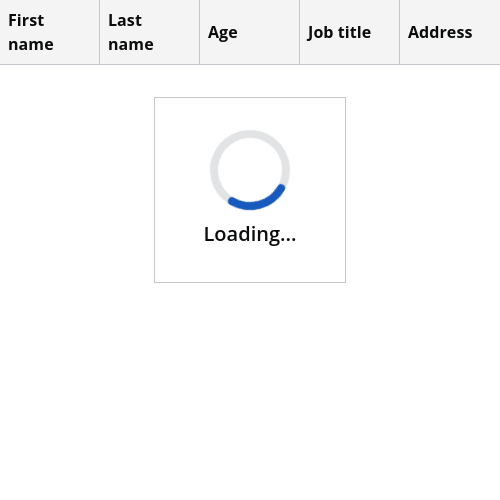 First name
Last name
Age
Job title
Address
Loading...